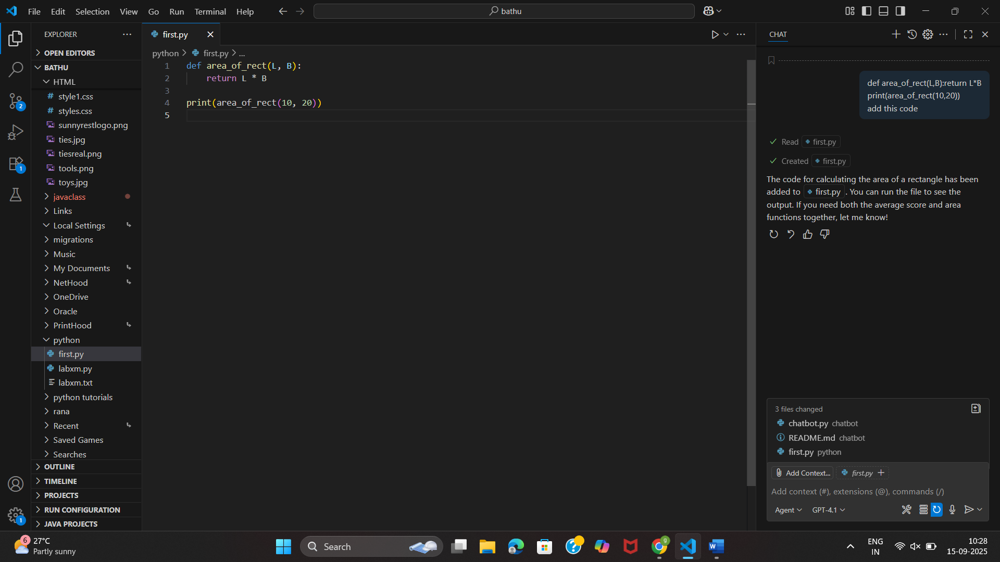 File Edit Selection View Go Run Terminal Help
bathu
EXPLORER
OPEN EDITORS
BATHU
HTML
style1.css
styles.css
sunnyrestlogo.png
ties.jpg
tiesreal.png
tools.png
toys.jpg
javaclass
Links
Local Settings
migrations
Music
My Documents
NetHood
OneDrive
Oracle
PrintHood
python
first.py
labxm.py
labxm.txt
python tutorials
rana
Recent
Saved Games
Searches
OUTLINE
TIMELINE
PROJECTS
RUN CONFIGURATION
JAVA PROJECTS
2
1
1
first.py
python > first.py > ...
1 def area_of_rect(L, B):
2 return L * B
3
4 print(area_of_rect(10, 20))
5
CHAT
def area_of_rect(L,B):return L*B
print(area_of_rect(10,20))
add this code
Read first.py
Created first.py
The code for calculating the area of a rectangle has been
added to first.py . You can run the file to see the
output. If you need both the average score and area
functions together, let me know!
3 files changed
chatbot.py chatbot
README.md chatbot
first.py python
Add Context... first.py
Add context (#), extensions (@), commands (/)
Agent GPT-4.1
6
27°C
Partly sunny
Search
9
ENG
IN
10:28
15-09-2025